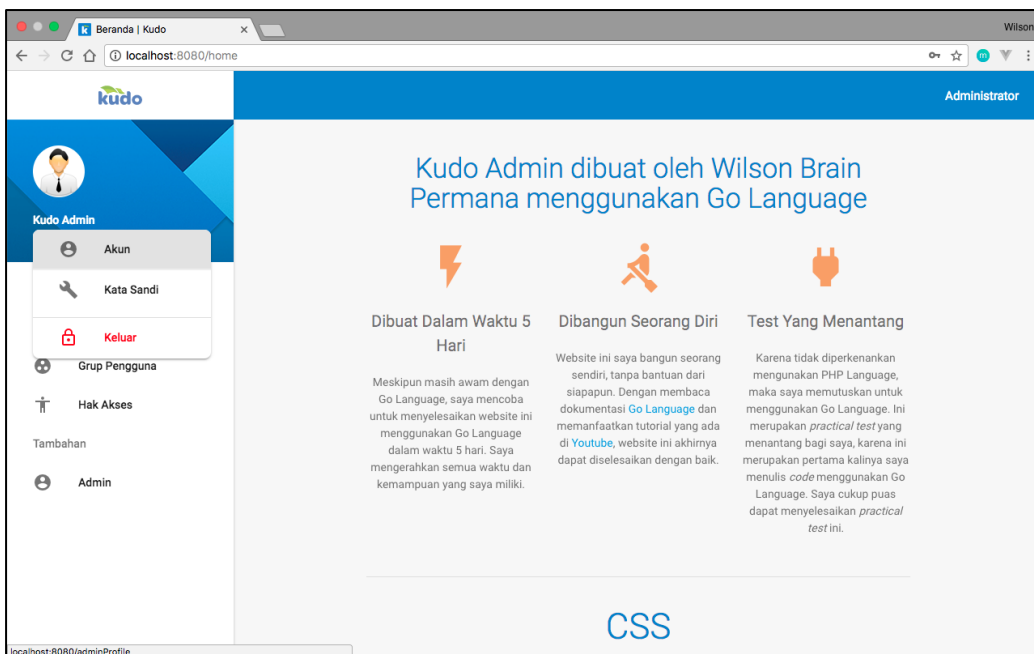 Beranda | Kudo
Wilson
localhost:8080/home
kudo
Administrator
Kudo Admin
Akun
Kata Sandi
Keluar
Grup Pengguna
Hak Akses
Tambahan
Admin
Kudo Admin dibuat oleh Wilson Brain
Permana menggunakan Go Language
Dibuat Dalam Waktu 5
Hari
Meskipun masih awam dengan
Go Language, saya mencoba
untuk menyelesaikan website ini
menggunakan Go Language
dalam waktu 5 hari. Saya
mengerahkan semua waktu dan
kemampuan yang saya miliki.
Dibangun Seorang Diri
Website ini saya bangun seorang
sendiri, tanpa bantuan dari
siapapun. Dengan membaca
dokumentasi Go Language dan
memanfaatkan tutorial yang ada
di Youtube, website ini akhirnya
dapat diselesaikan dengan baik.
Test Yang Menantang
Karena tidak diperkenankan
mengunakan PHP Language,
maka saya memutuskan untuk
menggunakan Go Language. Ini
merupakan practical test yang
menantang bagi saya, karena ini
merupakan pertama kalinya saya
menulis code menggunakan Go
Language. Saya cukup puas
dapat menyelesaikan practical
test ini.
CSS
localhost:8080/adminProfile